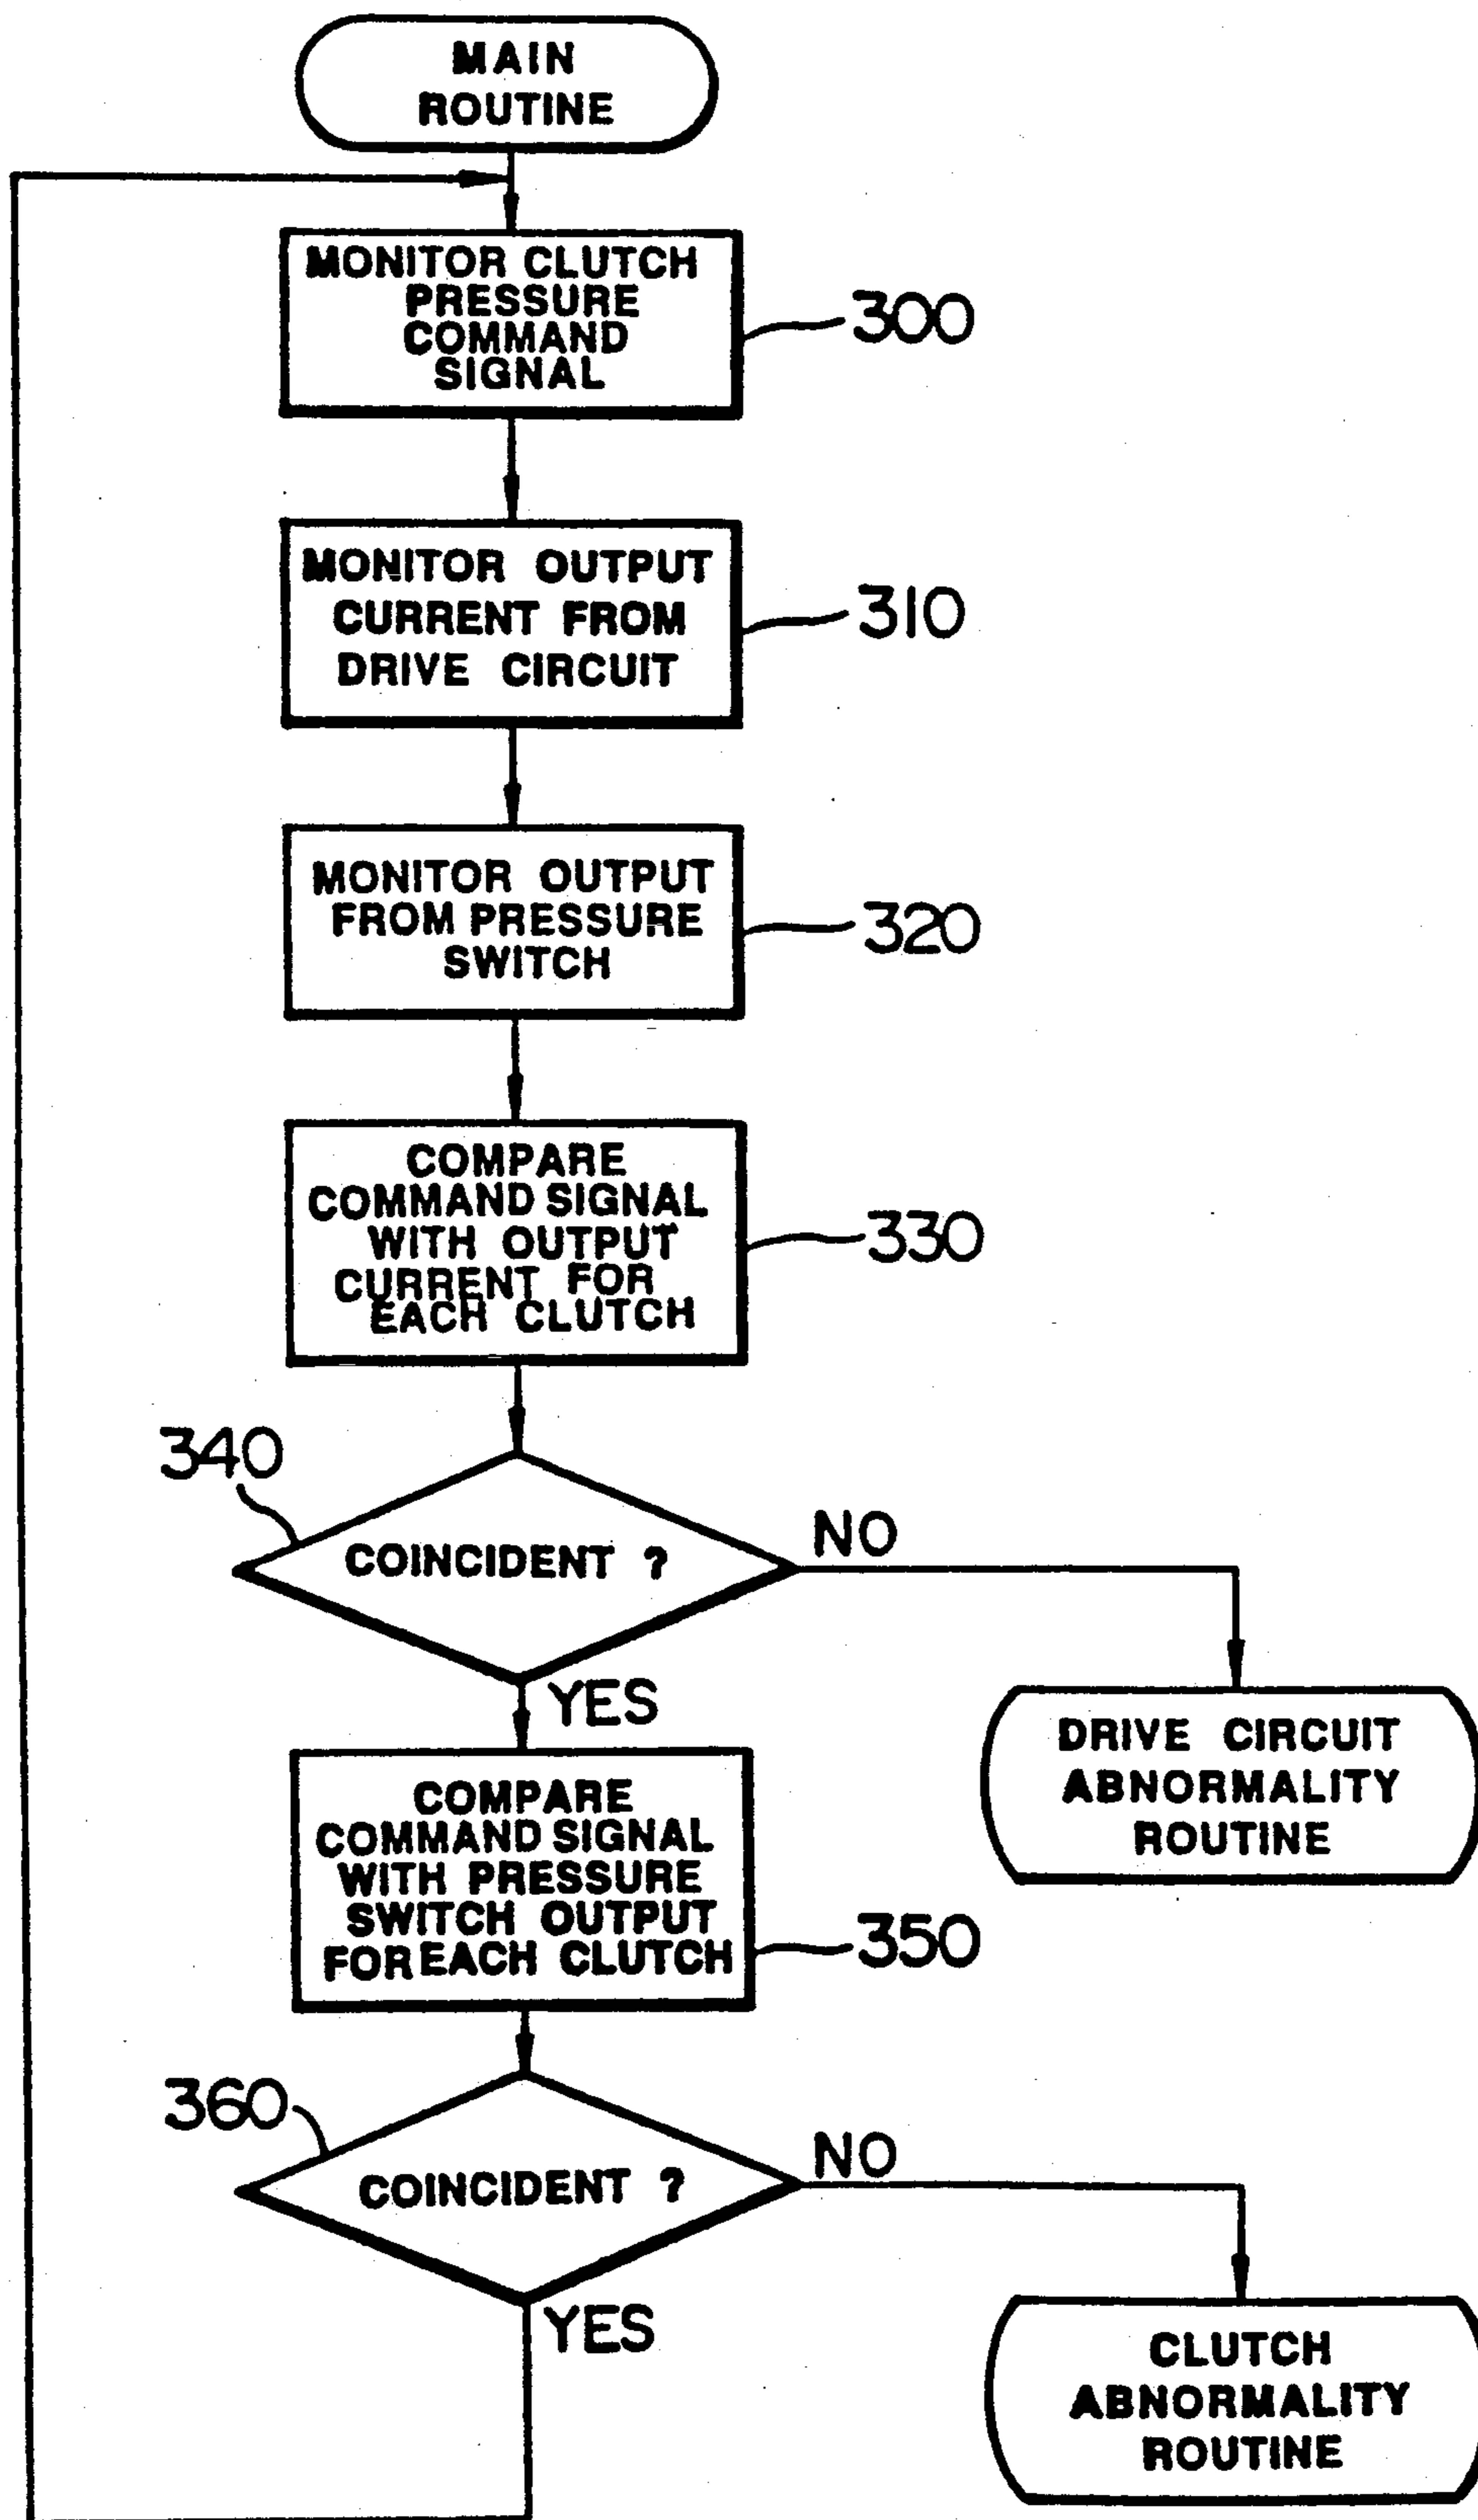 MAIN
ROUTINE
MONITOR CLUTCH
PRESSURE
COMMAND
SIGNAL
300
MONITOR OUTPUT
CURRENT FROM
DRIVE CIRCUIT
310
MONITOR OUTPUT
FROM PRESSURE
SWITCH
320
COMPARE
COMMAND SIGNAL
WITH OUTPUT
CURRENT FOR
EACH CLUTCH
330
340
COINCIDENT ?
NO
YES
DRIVE CIRCUIT
ABNORMALITY
ROUTINE
COMPARE
COMMAND SIGNAL
WITH PRESSURE
SWITCH OUTPUT
FOR EACH CLUTCH
350
360
COINCIDENT ?
NO
YES
CLUTCH
ABNORMALITY
ROUTINE